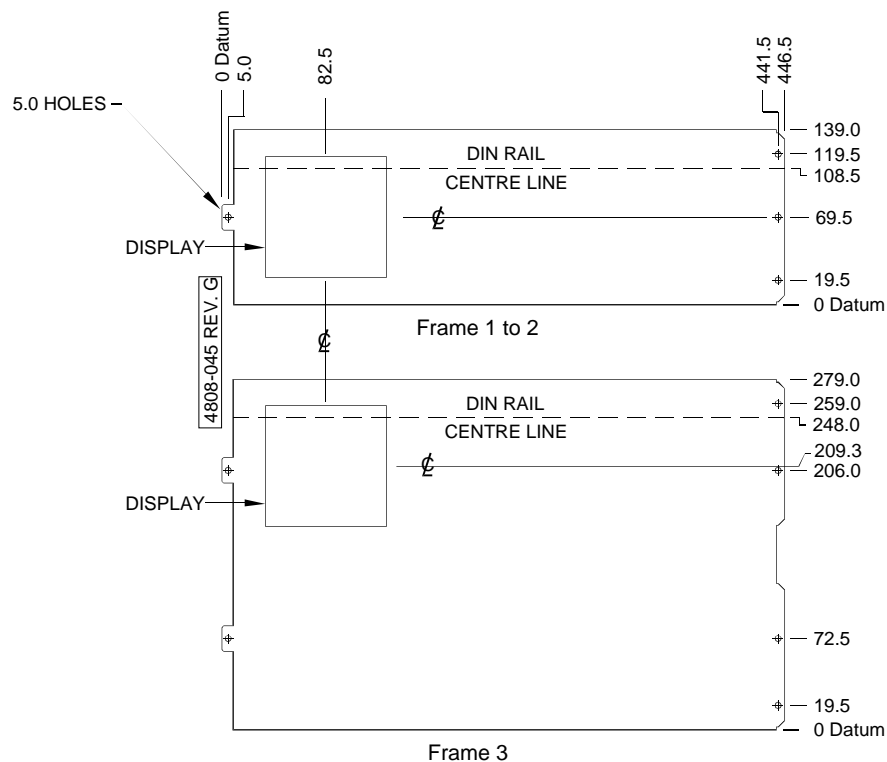 0 Datum
5.0
82.5
441.5
446.5
5.0 HOLES
139.0
DIN RAIL
119.5
108.5
CENTRE LINE
℄
69.5
DISPLAY
19.5
0 Datum
Frame 1 to 2
4808-045 REV. G
℄
279.0
DIN RAIL
259.0
248.0
CENTRE LINE
209.3
℄
206.0
DISPLAY
72.5
19.5
0 Datum
Frame 3